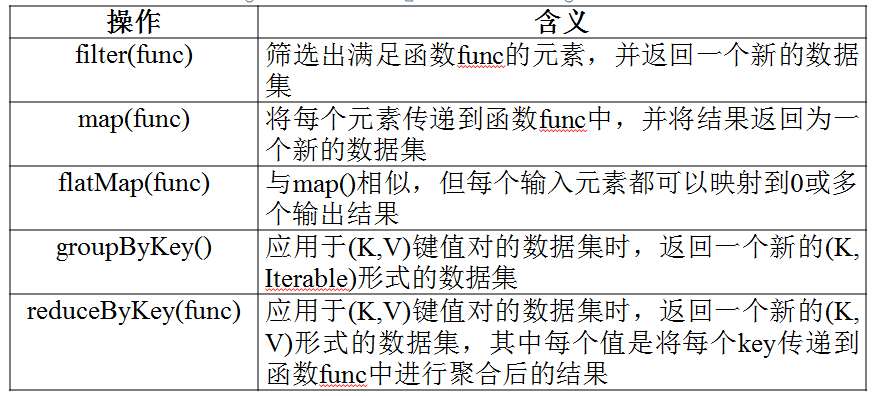 操作 含义
filter(func) 筛选出满足函数func的元素，并返回一个新的数据
集
map(func) 将每个元素传递到函数func中，并将结果返回为一
个新的数据集
flatMap(func) 与map()相似，但每个输入元素都可以映射到0或多
个输出结果
groupByKey() 应用于(K,V)键值对的数据集时，返回一个新的(K,
Iterable)形式的数据集
reduceByKey(func) 应用于(K,V)键值对的数据集时，返回一个新的(K,
V)形式的数据集，其中每个值是将每个key传递到
函数func中进行聚合后的结果